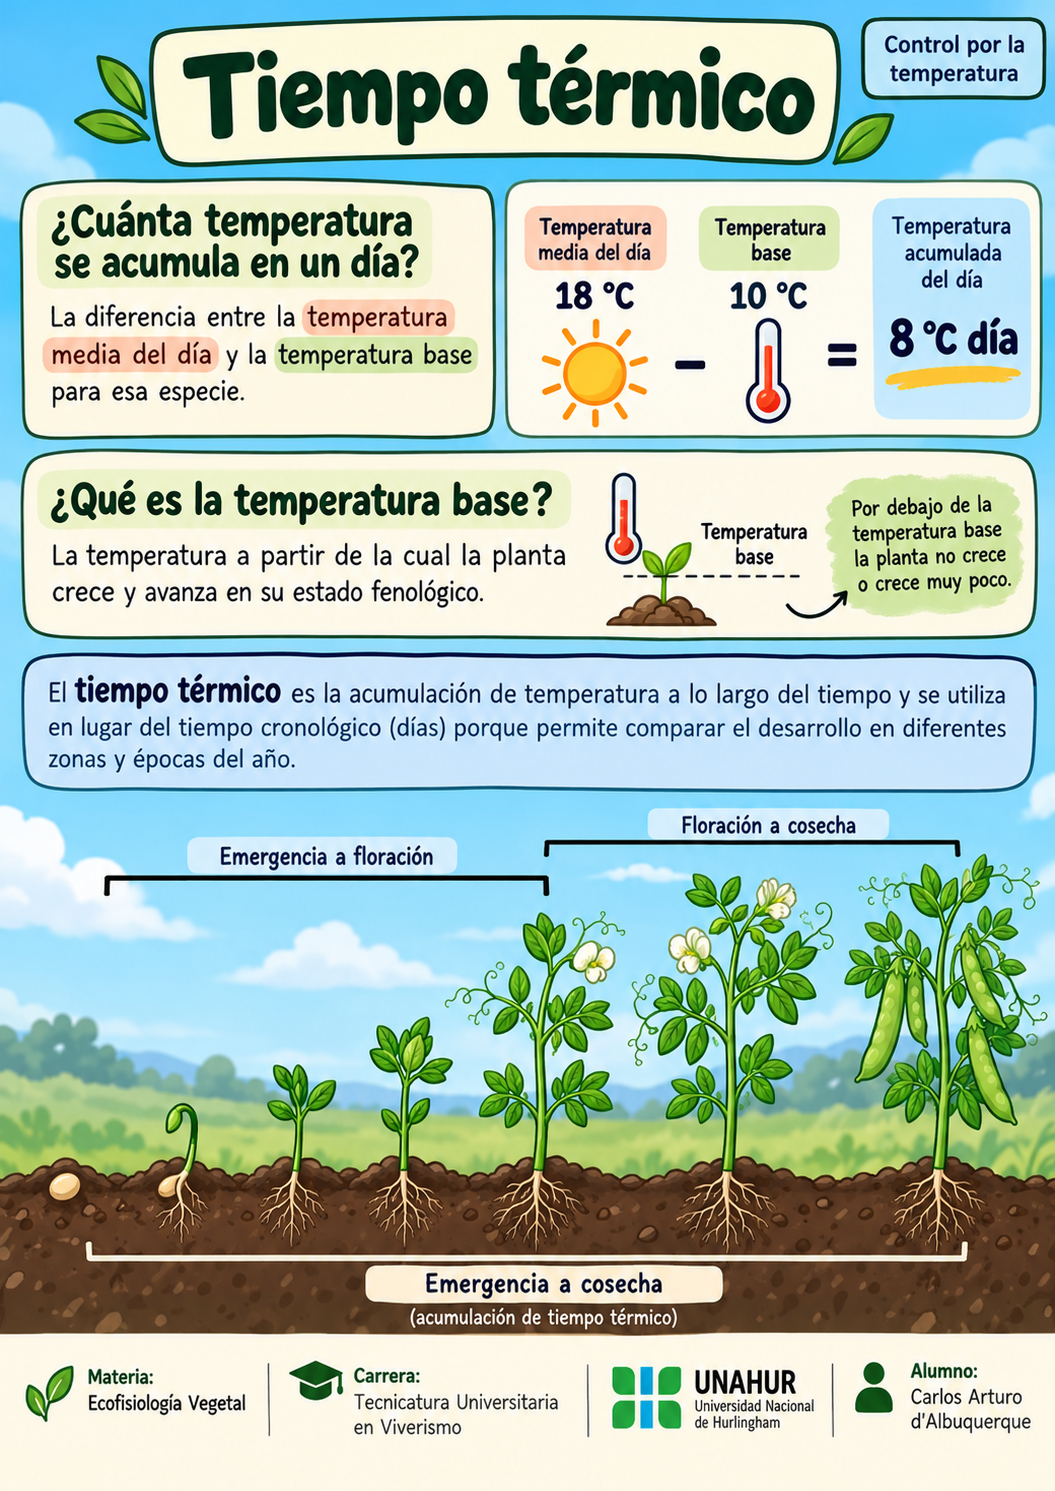 Tiempo térmico
Control por la
temperatura
¿Cuánta temperatura
se acumula en un día?
La diferencia entre la temperatura
media del día y la temperatura base
para esa especie.
Temperatura
media del día
18 °C
-
Temperatura
base
10 °C
=
Temperatura
acumulada
del día
8 °C día
¿Qué es la temperatura base?
La temperatura a partir de la cual la planta
crece y avanza en su estado fenológico.
Temperatura
base
Por debajo de la
temperatura base
la planta no crece
o crece muy poco.
El tiempo térmico es la acumulación de temperatura a lo largo del tiempo y se utiliza
en lugar del tiempo cronológico (días) porque permite comparar el desarrollo en diferentes
zonas y épocas del año.
Emergencia a floración
Floración a cosecha
Emergencia a cosecha
(acumulación de tiempo térmico)
Materia:
Ecofisiología Vegetal
Carrera:
Tecnicatura Universitaria
en Viverismo
UNAHUR
Universidad Nacional
de Hurlingham
Alumno:
Carlos Arturo
d'Albuquerque